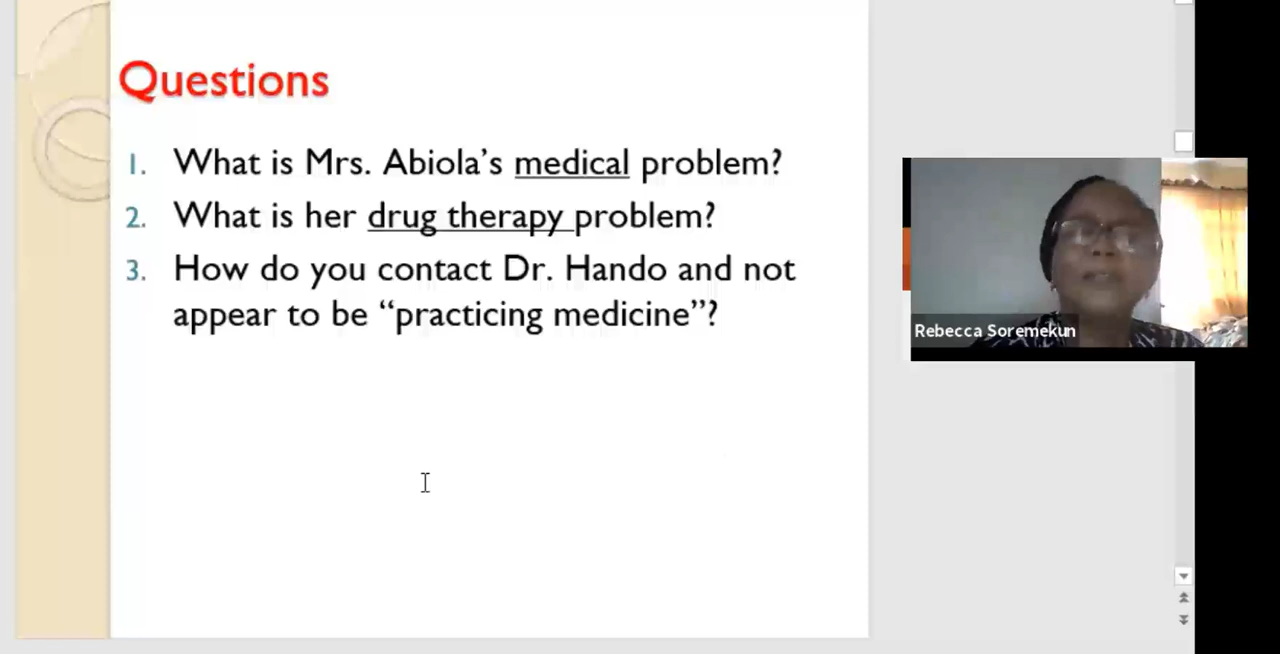 Questions
1. What is Mrs. Abiola's medical problem?
2. What is her drug therapy problem?
3. How do you contact Dr. Hando and not
appear to be “practicing medicine”?
Rebecca Soremekun